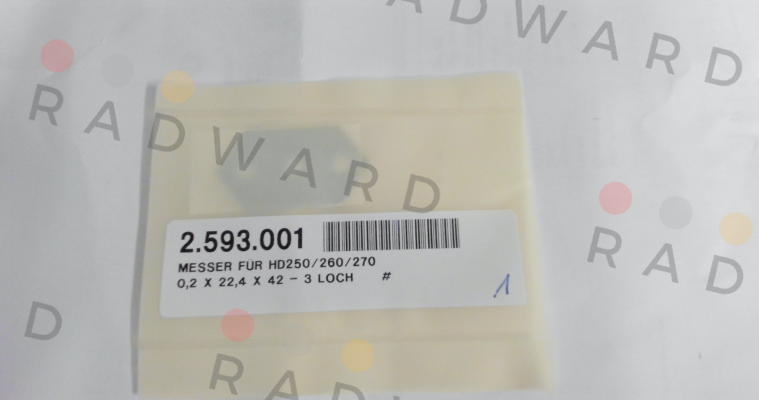 RADWARD
RADWARD
2.593.001
MESSER FÜR HD250/260/270
0,2 X 22,4 X 42 - 3 LOCH #
1
RAD
D
RAD